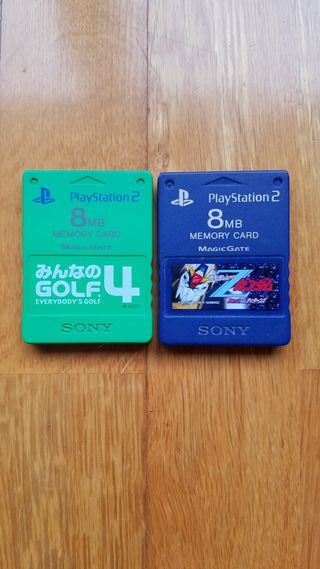 PlayStation 2
8MB
MEMORY CARD
MAGICGATE
みんなの
GOLF 4
EVERYBODY'S GOLF
SONY
PlayStation 2
8MB
MEMORY CARD
MAGICGATE
Z
SONY